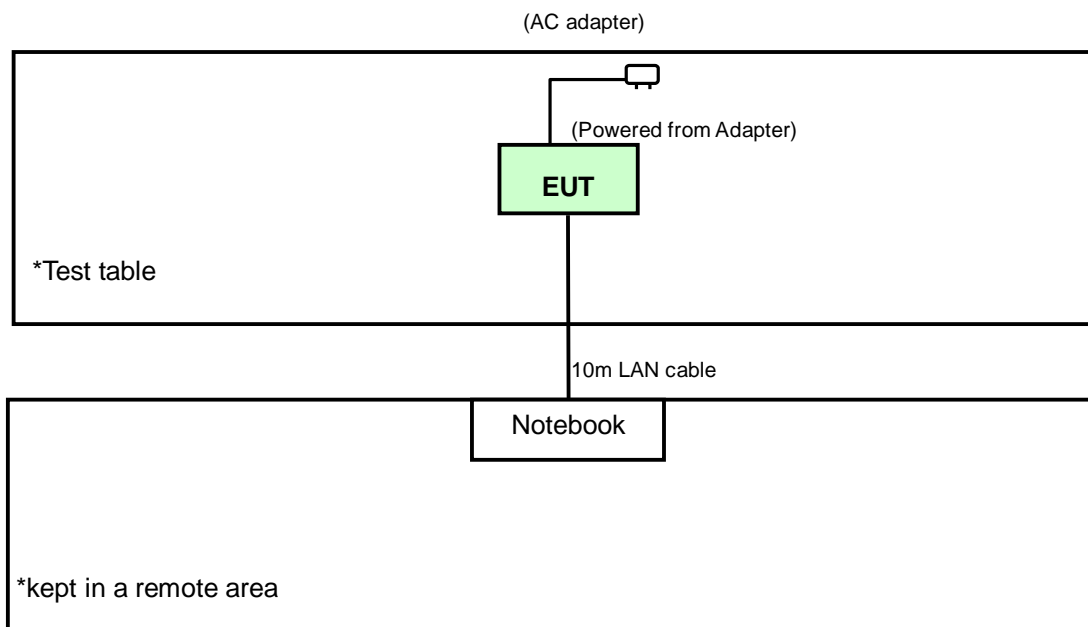 (AC adapter)
(Powered from Adapter)
EUT
*Test table
10m LAN cable
Notebook
*kept in a remote area